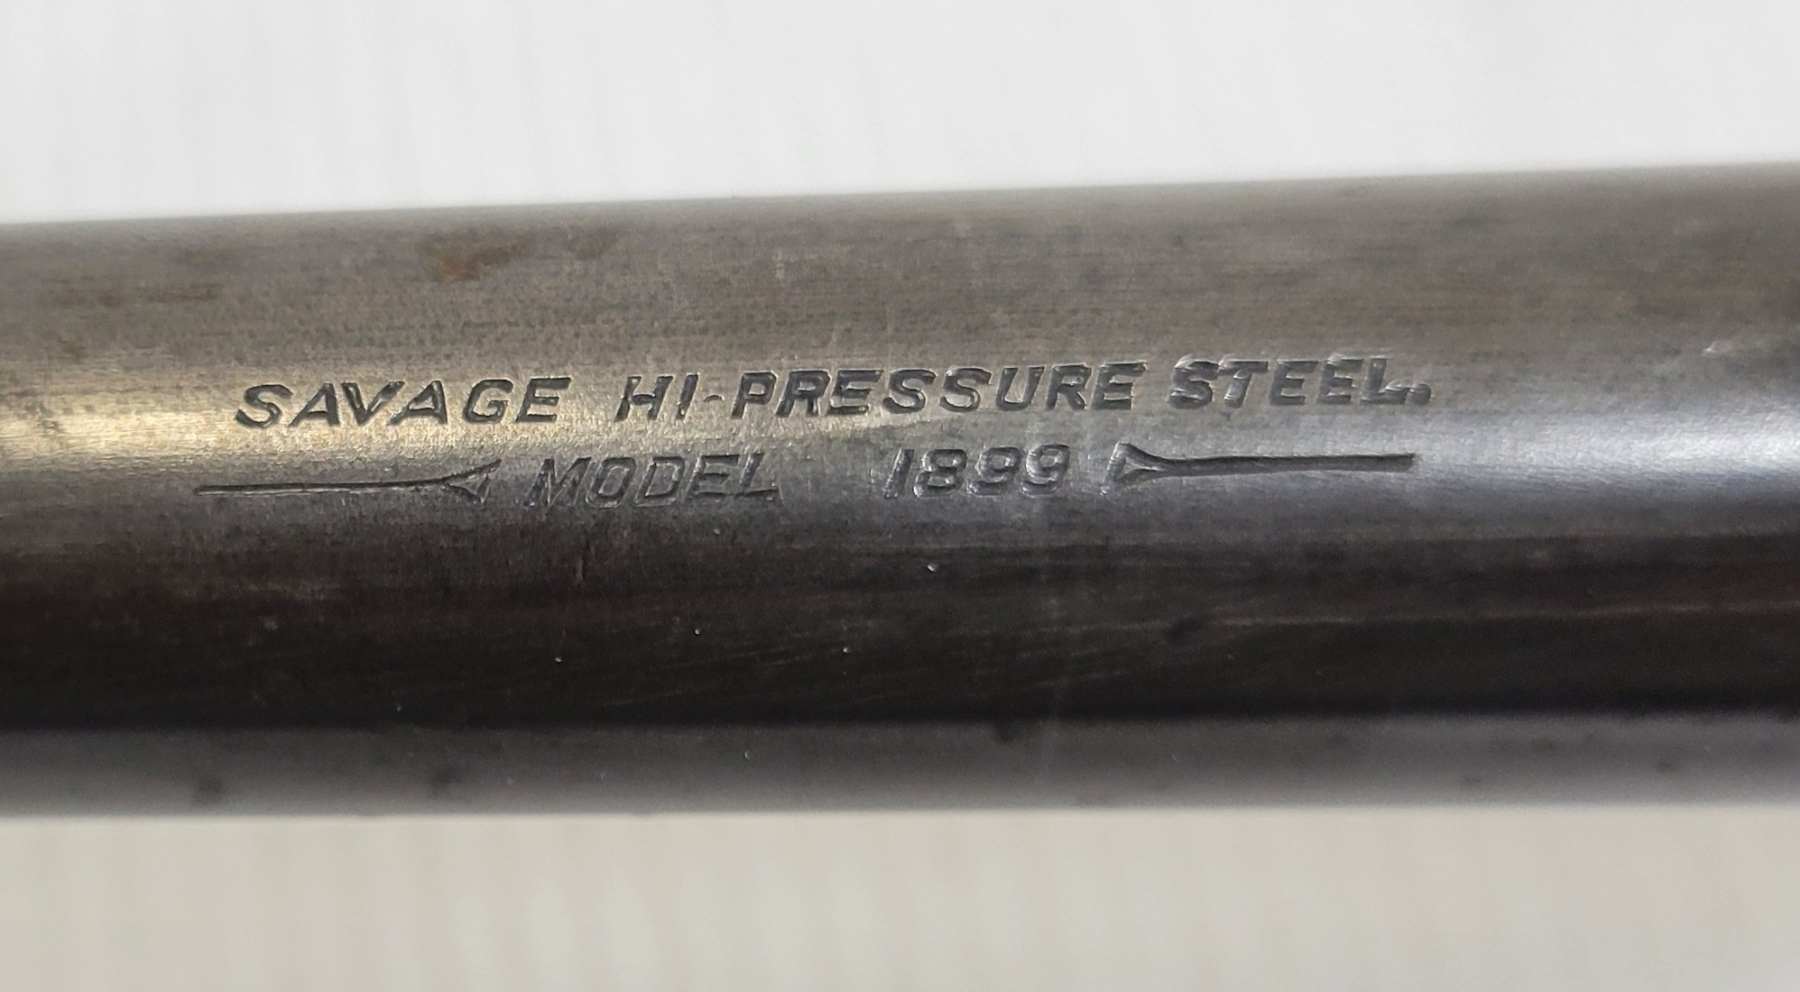 SAVAGE HI-PRESSURE STEEL.
MODEL 1899